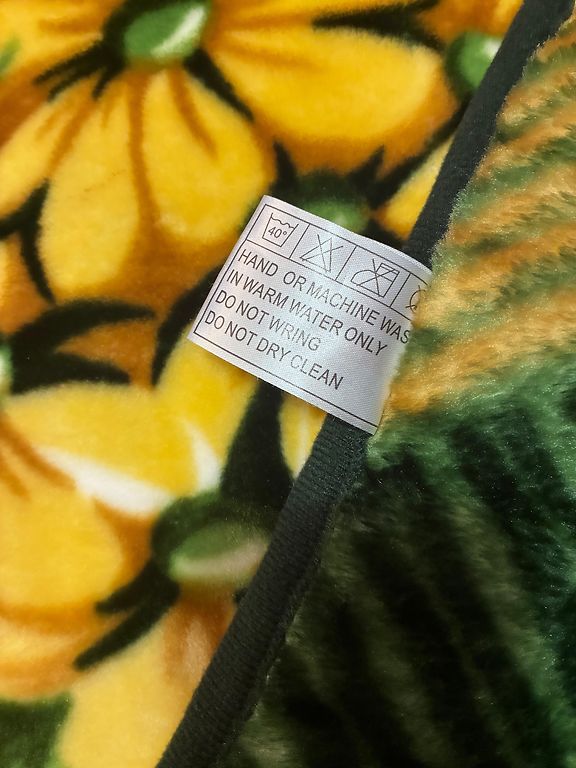 40°
HAND OR MACHINE WAS
IN WARM WATER ONLY
DO NOT WRING
DO NOT DRY CLEAN